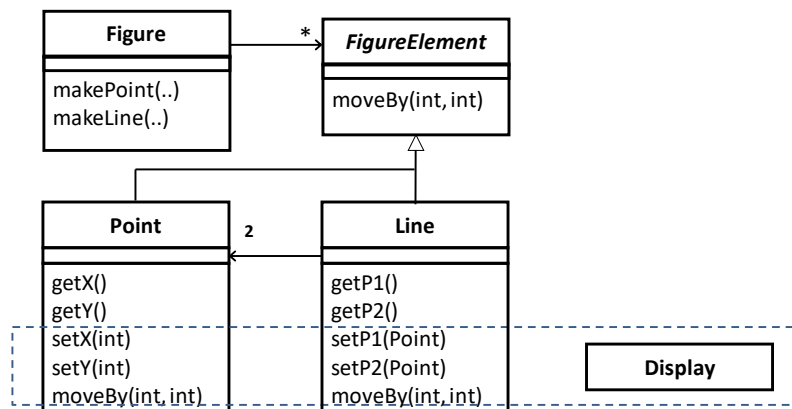 Figure
makePoint(..)
makeLine(..)
*
FigureElement
moveBy(int, int)
Point
getX()
getY()
setX(int)
setY(int)
moveBy(int, int)
2
Line
getP1()
getP2()
setP1(Point)
setP2(Point)
moveBy(int, int)
Display